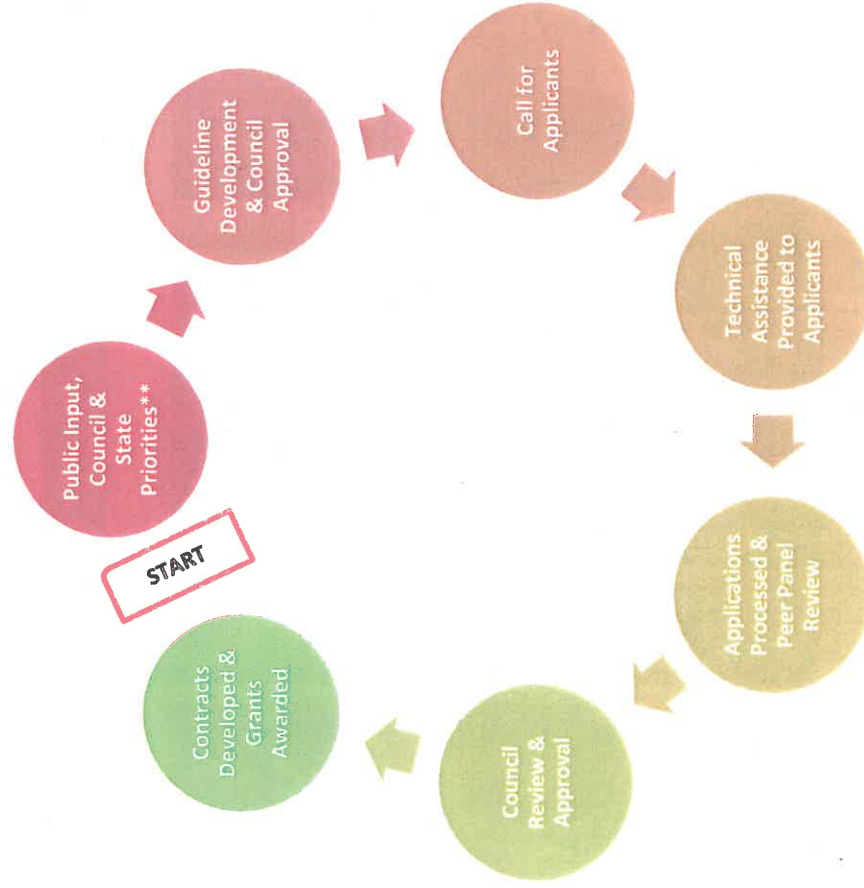 START
Public Input,
Council &
State
Priorities**
Guideline
Development
& Council
Approval
Call for
Applicants
Technical
Assistance
Provided to
Applicants
Applications
Processed &
Peer Panel
Review
Council
Review &
Approval
Contracts
Developed &
Grants
Awarded